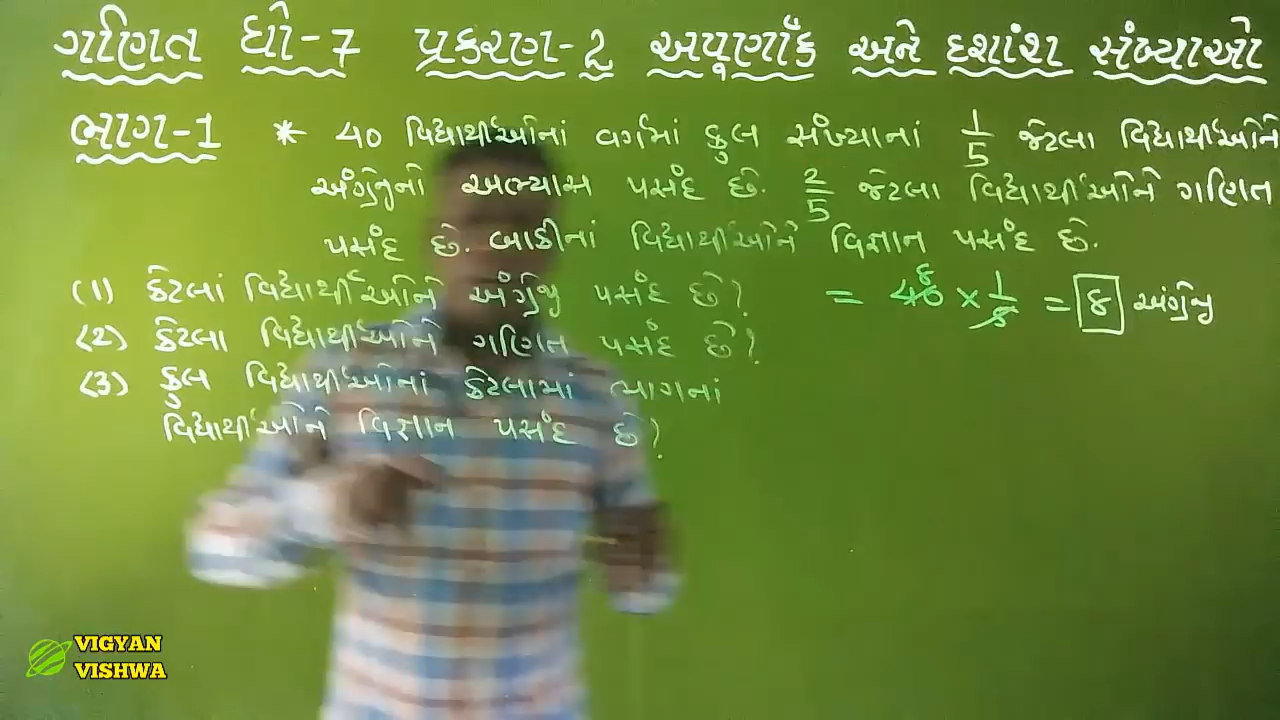 ગણિત ધો-7 પ્રકરણ-2 અપૂર્ણાંક અને દશાંશ સંખ્યાઓ
ભાગ-1 * 40 વિદ્યાર્થીઓનાં વર્ગમાં કુલ સંખ્યાનાં 1/5 જેટલા વિદ્યાર્થીઓને
અંગ્રેજીનો અભ્યાસ પસંદ છે. 2/5 જેટલા વિદ્યાર્થીઓને ગણિત
પસંદ છે. બાકીનાં વિદ્યાર્થીઓને વિજ્ઞાન પસંદ છે.
(1) કેટલાં વિદ્યાર્થીઓને અંગ્રેજી પસંદ છે? = 40 8 × 1/5 = 8 અંગ્રેજી
(2) કેટલા વિદ્યાર્થીઓને ગણિત પસંદ છે?
(3) કુલ વિદ્યાર્થીઓનાં કેટલામાં ભાગનાં
વિદ્યાર્થીઓને વિજ્ઞાન પસંદ છે?
VIGYAN
VISHWA